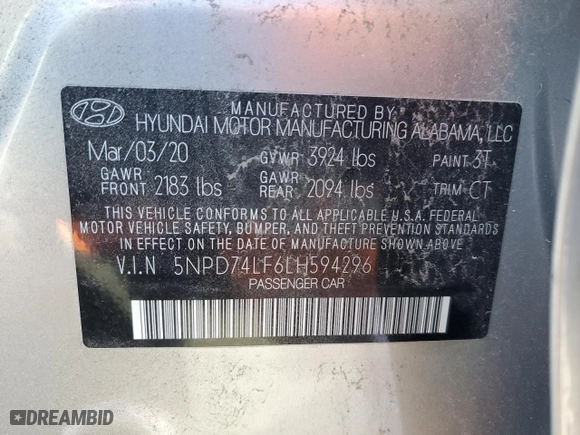 MANUFACTURED BY
HYUNDAI MOTOR MANUFACTURING ALABAMA, LLC
Mar/03/20 GVWR 3924 lbs PAINT 3T
GAWR FRONT 2183 lbs GAWR REAR 2094 lbs TRIM CT
THIS VEHICLE CONFORMS TO ALL APPLICABLE U.S.A. FEDERAL
MOTOR VEHICLE SAFETY, BUMPER, AND THEFT PREVENTION STANDARDS
IN EFFECT ON THE DATE OF MANUFACTURE SHOWN ABOVE.
V.I.N 5NPD74LF6LH594296
PASSENGER CAR
DREAMBID